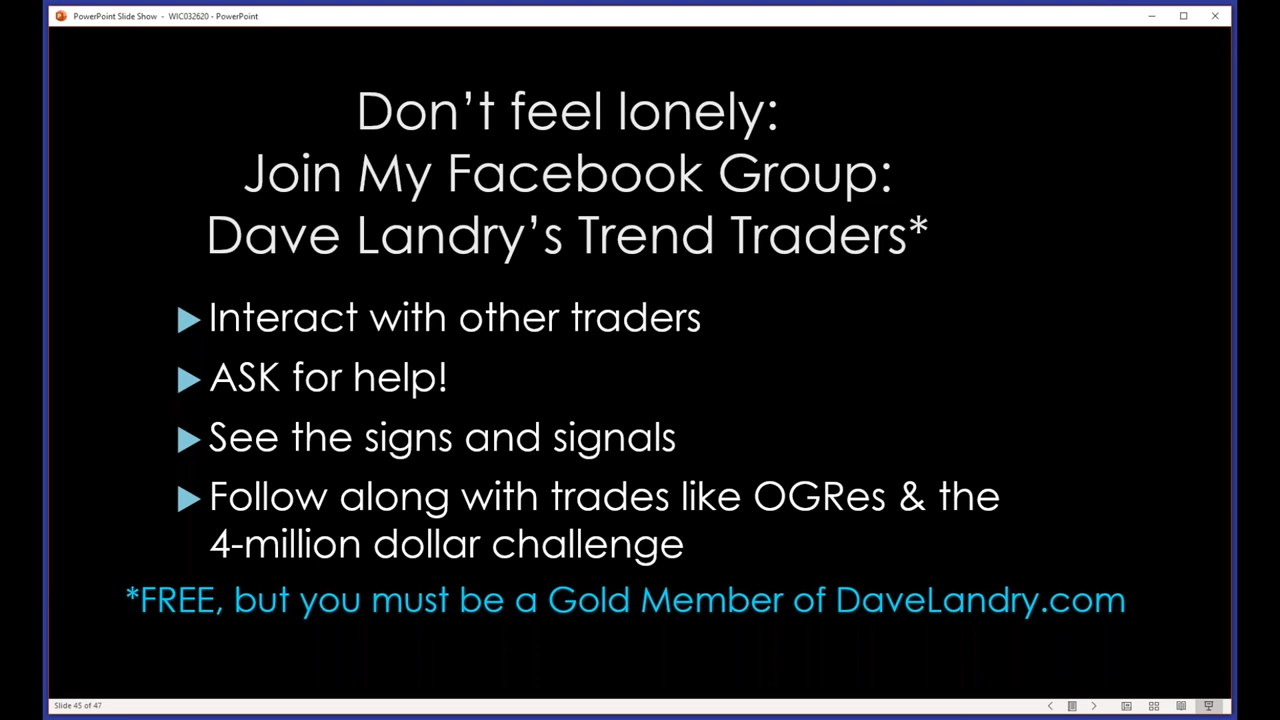 PowerPoint Slide Show - WIC032620 - PowerPoint
Don’t feel lonely:
Join My Facebook Group:
Dave Landry’s Trend Traders*
Interact with other traders
ASK for help!
See the signs and signals
Follow along with trades like OGRes & the
4-million dollar challenge
*FREE, but you must be a Gold Member of DaveLandry.com
Slide 45 of 47